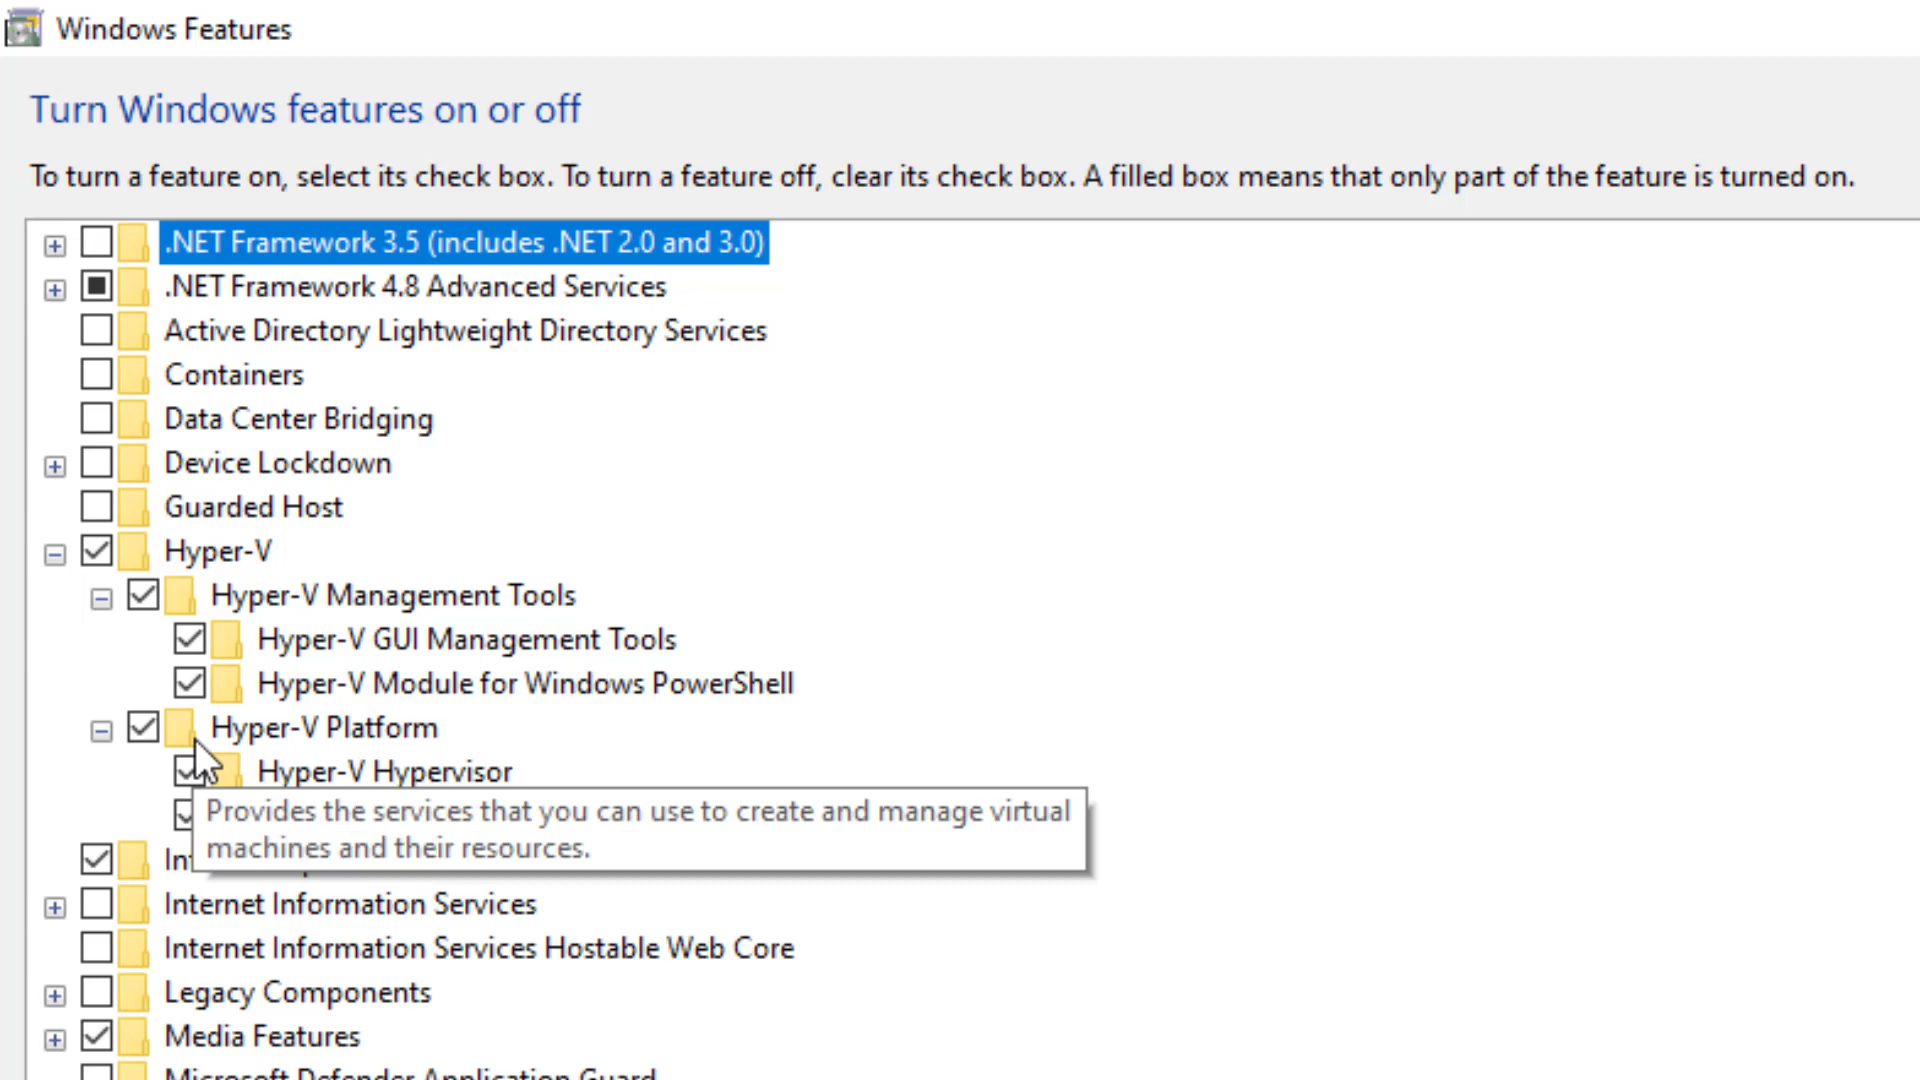 Windows Features
Turn Windows features on or off
To turn a feature on, select its check box. To turn a feature off, clear its check box. A filled box means that only part of the feature is turned on.
.NET Framework 3.5 (includes .NET 2.0 and 3.0)
.NET Framework 4.8 Advanced Services
Active Directory Lightweight Directory Services
Containers
Data Center Bridging
Device Lockdown
Guarded Host
Hyper-V
Hyper-V Management Tools
Hyper-V GUI Management Tools
Hyper-V Module for Windows PowerShell
Hyper-V Platform
Hyper-V Hypervisor
Provides the services that you can use to create and manage virtual
machines and their resources.
Internet Information Services
Internet Information Services Hostable Web Core
Legacy Components
Media Features
Microsoft Defender Application Guard